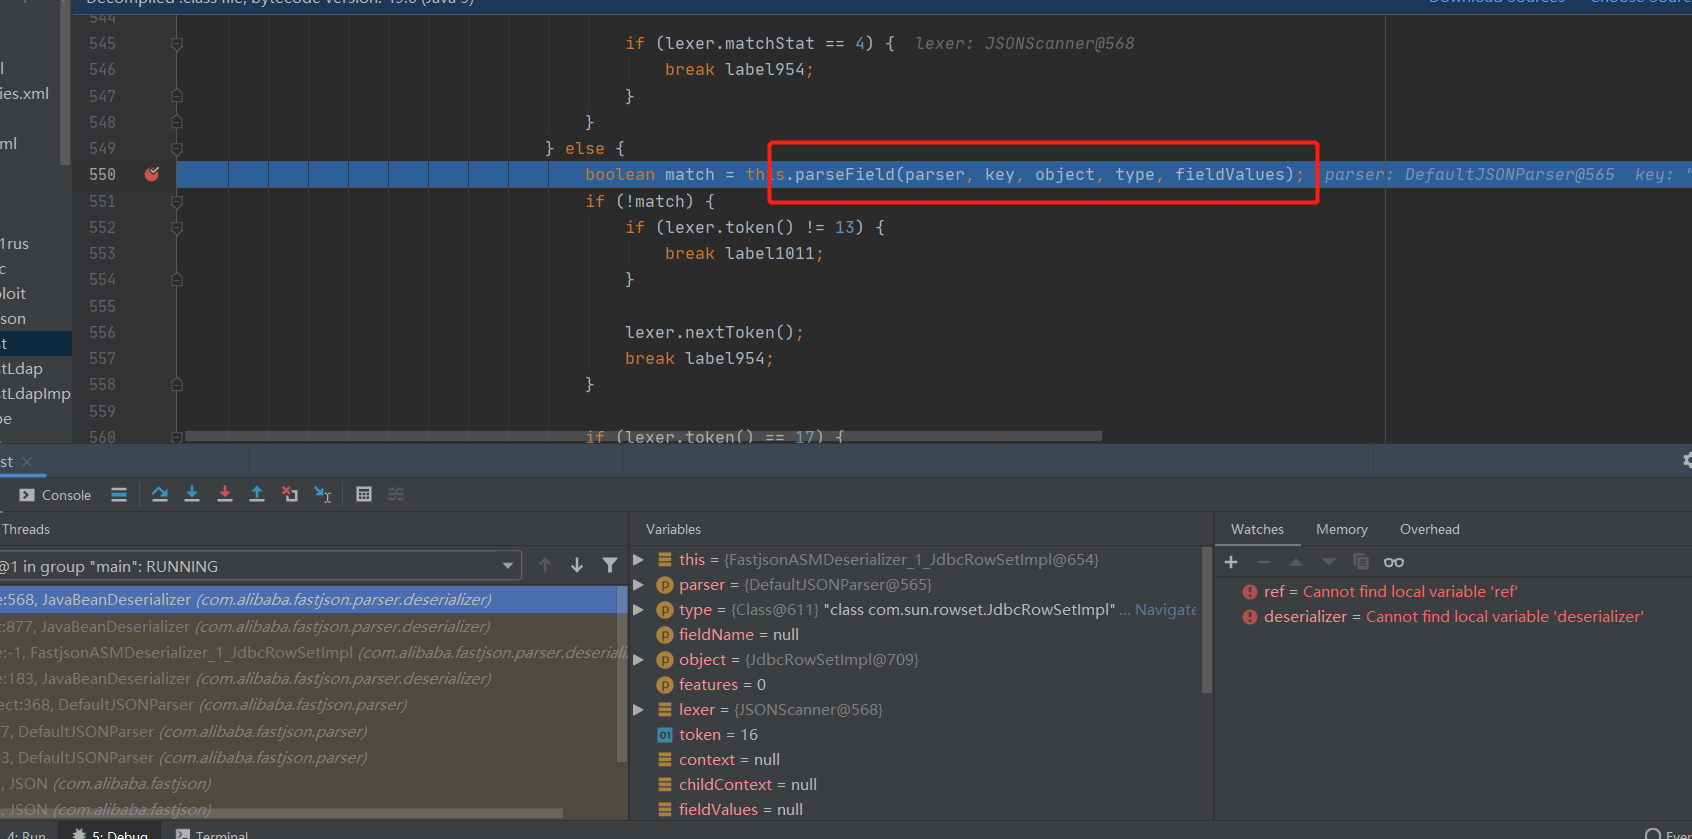 Decompiled .class file, bytecode version: 49.0 (Java 5)
Download Sources
544
545 if (lexer.matchStat == 4) { lexer: JSONScanner@568
546 break label954;
547 }
548 }
549 } else {
550 boolean match = this.parseField(parser, key, object, type, fieldValues); parser: DefaultJSONParser@565 key: "
551 if (!match) {
552 if (lexer.token() != 13) {
553 break label1011;
554 }
555
556 lexer.nextToken();
557 break label954;
558 }
559
560 if (lexer.token() == 17) {
l
ies.xml
ml
1rus
c
loit
son
t
tLdap
tLdapImp
pe
st
Console
Threads
@1 in group "main": RUNNING
e:568, JavaBeanDeserializer (com.alibaba.fastjson.parser.deserializer)
t:877, JavaBeanDeserializer (com.alibaba.fastjson.parser.deserializer)
e:-1, FastjsonASMDeserializer_1_JdbcRowSetImpl (com.alibaba.fastjson.parser.deseriali
e:183, JavaBeanDeserializer (com.alibaba.fastjson.parser.deserializer)
ect:368, DefaultJSONParser (com.alibaba.fastjson.parser)
7, DefaultJSONParser (com.alibaba.fastjson.parser)
3, DefaultJSONParser (com.alibaba.fastjson.parser)
, JSON (com.alibaba.fastjson)
, JSON (com.alibaba.fastjson)
Variables
this = {FastjsonASMDeserializer_1_JdbcRowSetImpl@654}
parser = {DefaultJSONParser@565}
type = {Class@611} "class com.sun.rowset.JdbcRowSetImpl" ... Navigate
fieldName = null
object = {JdbcRowSetImpl@709}
features = 0
lexer = {JSONScanner@568}
token = 16
context = null
childContext = null
fieldValues = null
Watches Memory Overhead
ref = Cannot find local variable 'ref'
deserializer = Cannot find local variable 'deserializer'
4: Run 5: Debug Terminal